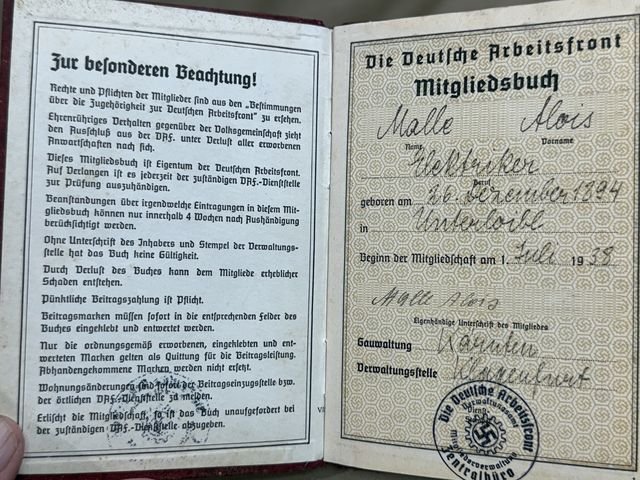 Zur besonderen Beachtung!
Rechte und Pflichten der Mitglieder sind aus den „Bestimmungen
über die Zugehörigkeit zur Deutschen Arbeitsfront“ zu ersehen.
Ehrenrühriges Verhalten gegenüber der Volksgemeinschaft zieht
den Ausschluß aus der DAF. unter Verlust aller erworbenen
Anwartschaften nach sich.
Dieses Mitgliedsbuch ist Eigentum der Deutschen Arbeitsfront.
Auf Verlangen ist es jederzeit der zuständigen DAF.-Dienststelle
zur Prüfung auszuhändigen.
Beanstandungen über irgendwelche Eintragungen in diesem Mit-
gliedsbuch können nur innerhalb 4 Wochen nach Aushändigung
berücksichtigt werden.
Ohne Unterschrift des Inhabers und Stempel der Verwaltungs-
stelle hat das Buch keine Gültigkeit.
Durch Verlust des Buches kann dem Mitgliede erheblicher
Schaden entstehen.
Pünktliche Beitragszahlung ist Pflicht.
Beitragsmarken müssen sofort in die entsprechenden Felder des
Buches eingeklebt und entwertet werden.
Nur die ordnungsgemäß erworbenen, eingeklebten und ent-
werteten Marken gelten als Quittung für die Beitragsleistung.
Abhandengekommene Marken werden nicht ersetzt.
Wohnungsänderungen sind sofort der Beitragseinzugsstelle bzw.
der örtlichen DAF.-Dienststelle zu melden.
Erlischt die Mitgliedschaft, so ist das Buch unaufgefordert bei
der zuständigen DAF.-Dienststelle abzugeben.
Die Deutsche Arbeitsfront
Mitgliedsbuch
Malle Alois
Name Vorname
Elektriker
Beruf
geboren am 26. Dezember 1894
in Unterloibl
Beginn der Mitgliedschaft am 1. Juli 1938
Malle Alois
Eigenhändige Unterschrift des Mitgliedes
Gauwaltung Kärnten
Verwaltungsstelle Klagenfurt
Die Deutsche Arbeitsfront
Zentralbüro
Mitgliederverwaltung